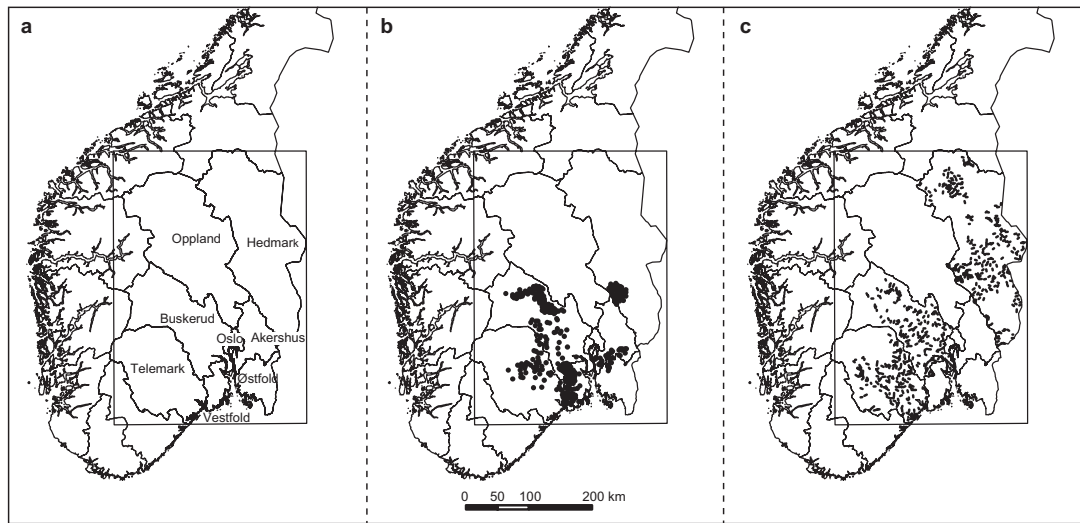 a
b
c
Oppland
Hedmark
Buskerud
Oslo
Akershus
Telemark
Østfold
Vestfold
0 50 100 200 km